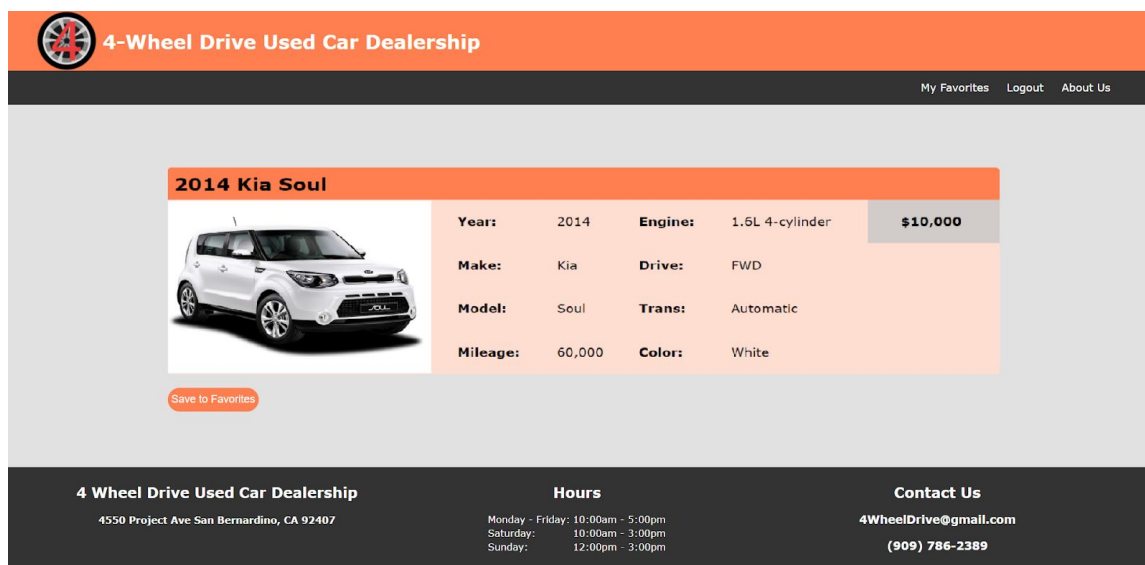 4
4-Wheel Drive Used Car Dealership
My Favorites Logout About Us
2014 Kia Soul
Year: 2014 Engine: 1.6L 4-cylinder $10,000
Make: Kia Drive: FWD
Model: Soul Trans: Automatic
Mileage: 60,000 Color: White
SOUL
Save to Favorites
4 Wheel Drive Used Car Dealership
4550 Project Ave San Bernardino, CA 92407
Hours
Monday - Friday: 10:00am - 5:00pm
Saturday: 10:00am - 3:00pm
Sunday: 12:00pm - 3:00pm
Contact Us
4WheelDrive@gmail.com
(909) 786-2389